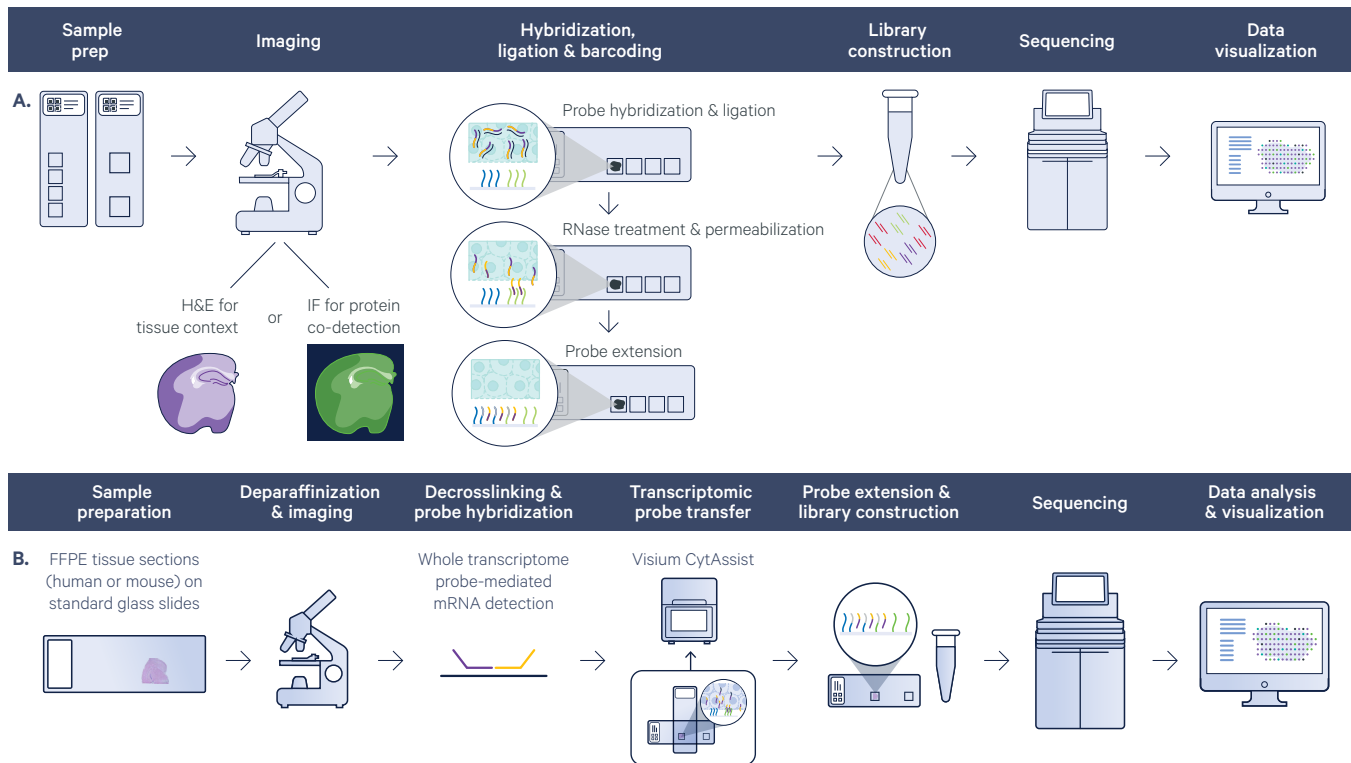 Sample
prep
Imaging
Hybridization,
ligation & barcoding
Library
construction
Sequencing
Data
visualization
A.
Probe hybridization & ligation
RNase treatment & permeabilization
Probe extension
H&E for
tissue context
or
IF for protein
co-detection
Sample
preparation
Deparaffinization
& imaging
Decrosslinking &
probe hybridization
Transcriptomic
probe transfer
Probe extension &
library construction
Sequencing
Data analysis
& visualization
B.
FFPE tissue sections
(human or mouse) on
standard glass slides
Whole transcriptome
probe-mediated
mRNA detection
Visium CytAssist